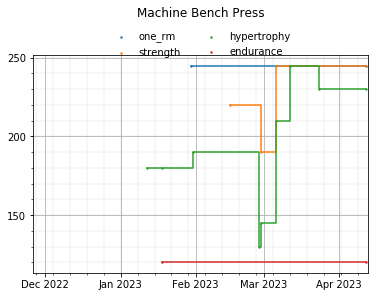 Machine Bench Press
one_rm hypertrophy
strength endurance
250
200
150
Dec 2022 Jan 2023 Feb 2023 Mar 2023 Apr 2023